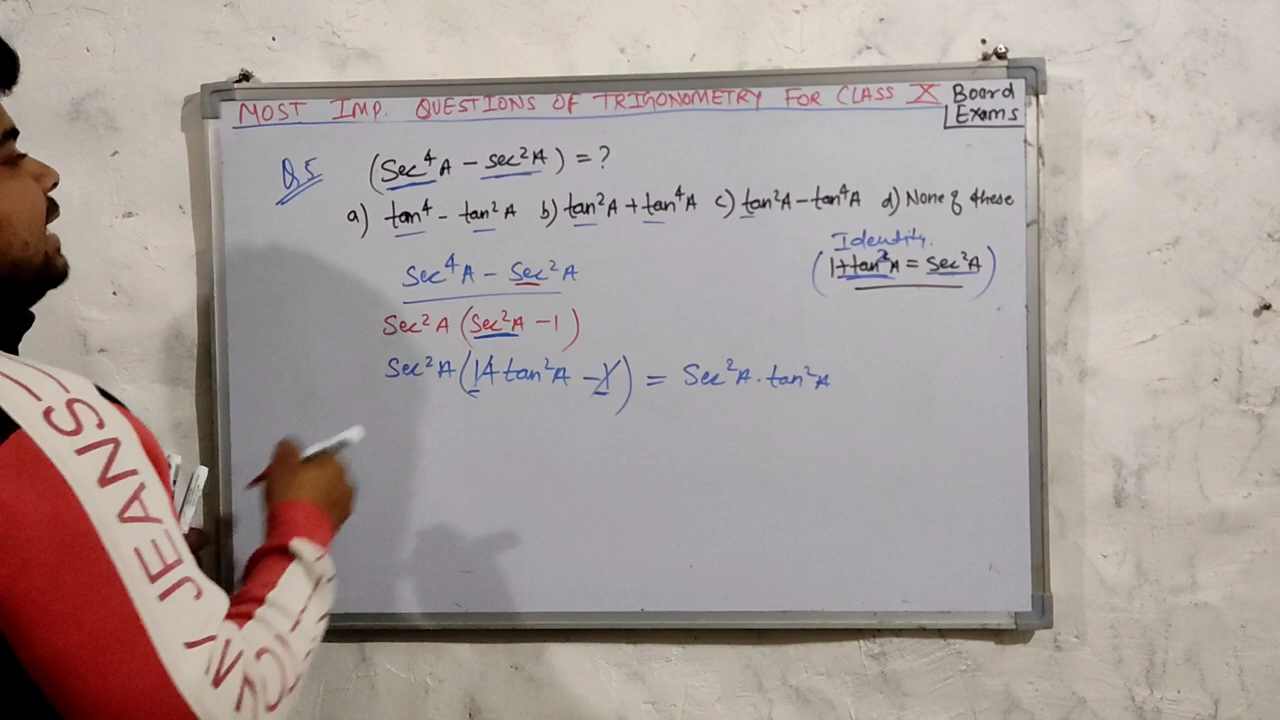 MOST IMP. QUESTIONS OF TRIGONOMETRY FOR CLASS X Board Exams
Q.5 (Sec⁴A − sec²A) = ?
a) tan⁴ − tan²A b) tan²A + tan⁴A c) tan²A − tan⁴A d) None of these
Identity.
(1+tan²A = Sec²A)
Sec⁴A − Sec²A
Sec²A (Sec²A − 1)
Sec²A (1+tan²A − 1) = Sec²A . tan²A
JEANS